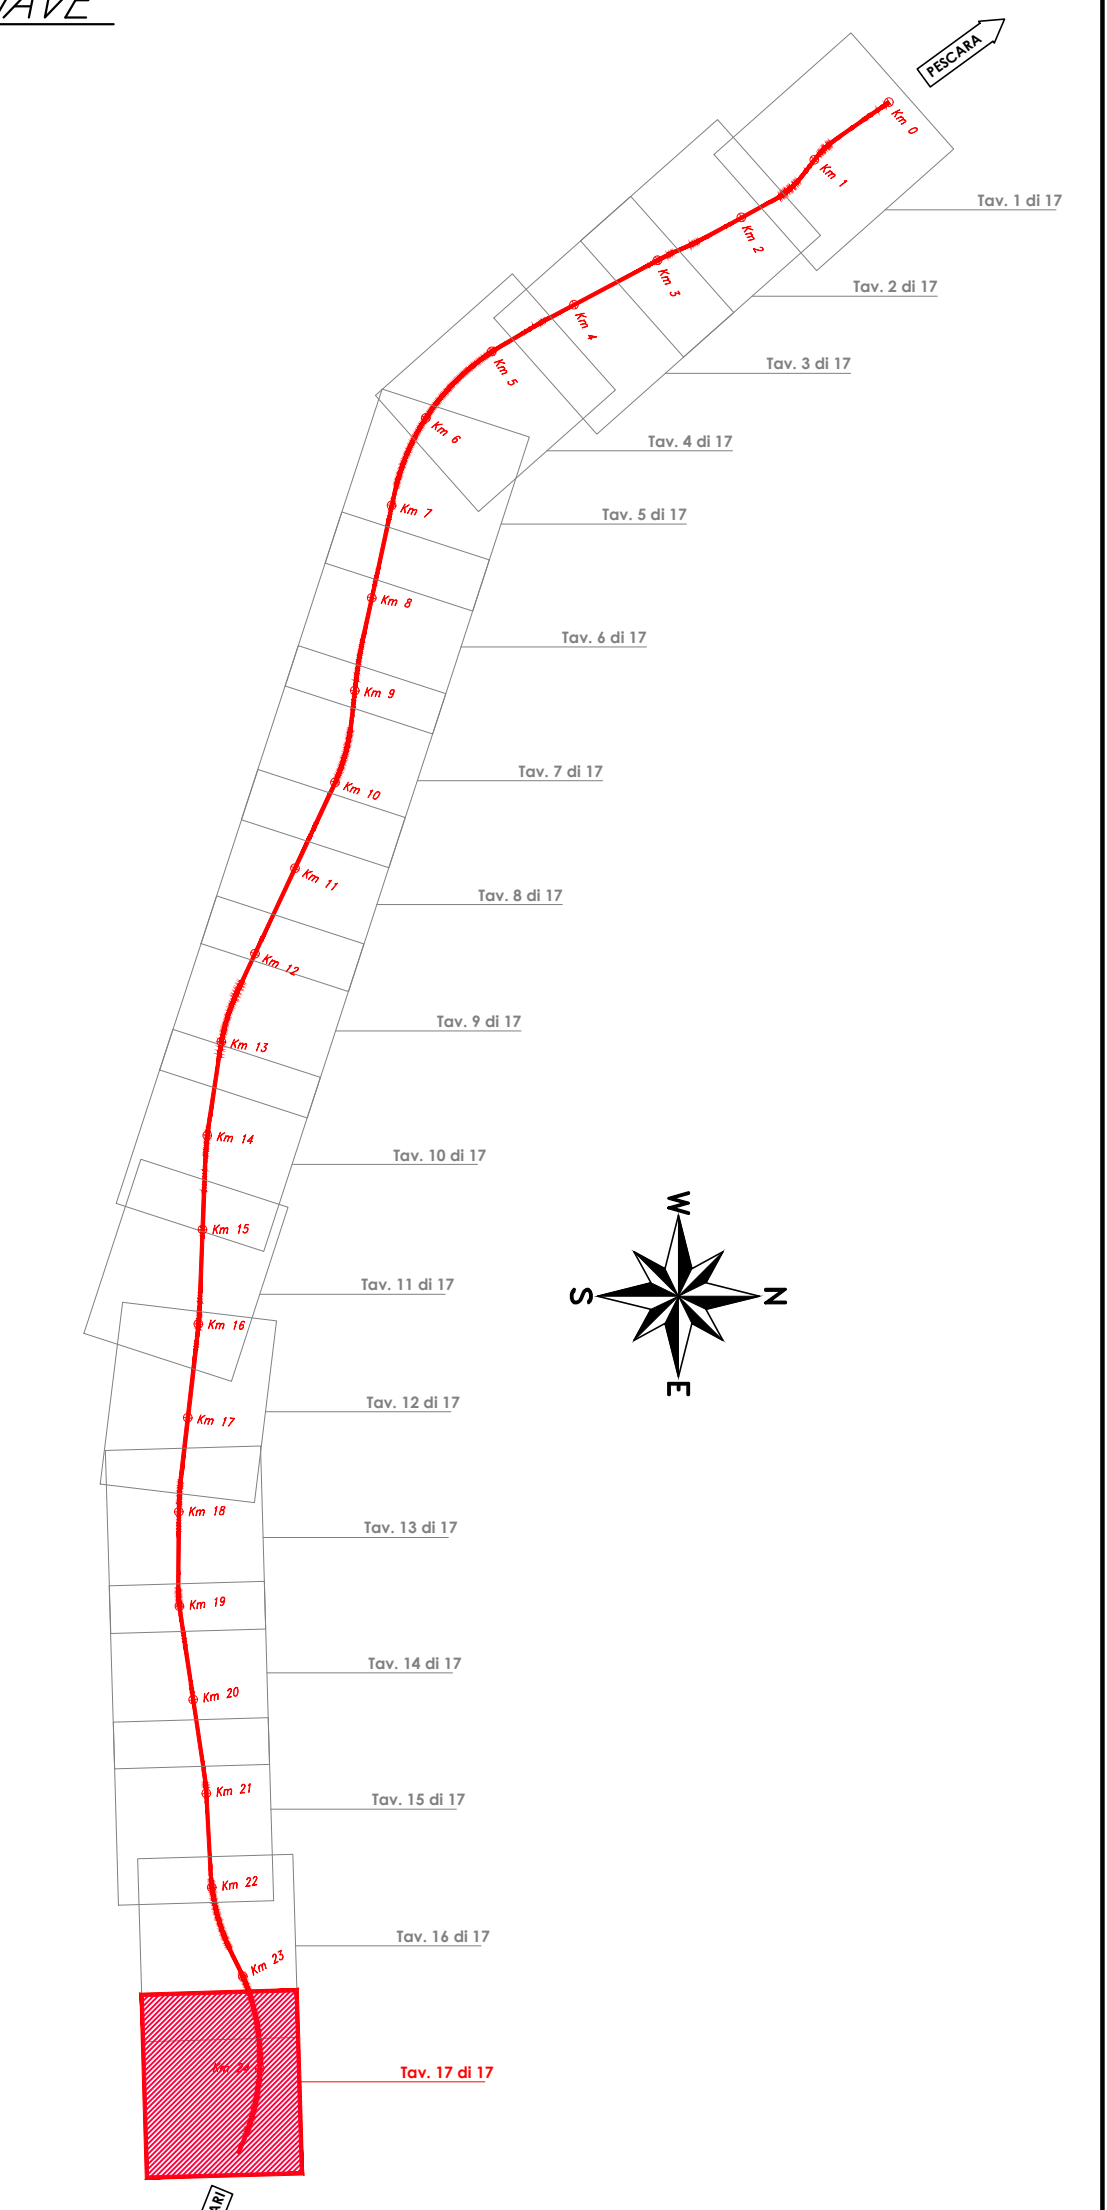 PESCARA
Km 0
Km 1
Tav. 1 di 17
Km 2
Tav. 2 di 17
Km 3
Km 4
Tav. 3 di 17
Km 5
Km 6
Tav. 4 di 17
Km 7
Tav. 5 di 17
Km 8
Tav. 6 di 17
Km 9
Tav. 7 di 17
Km 10
Km 11
Tav. 8 di 17
Km 12
Tav. 9 di 17
Km 13
Km 14
Tav. 10 di 17
W
N
S
E
Km 15
Tav. 11 di 17
Km 16
Tav. 12 di 17
Km 17
Km 18
Tav. 13 di 17
Km 19
Tav. 14 di 17
Km 20
Km 21
Tav. 15 di 17
Km 22
Tav. 16 di 17
Km 23
Km 24
Tav. 17 di 17